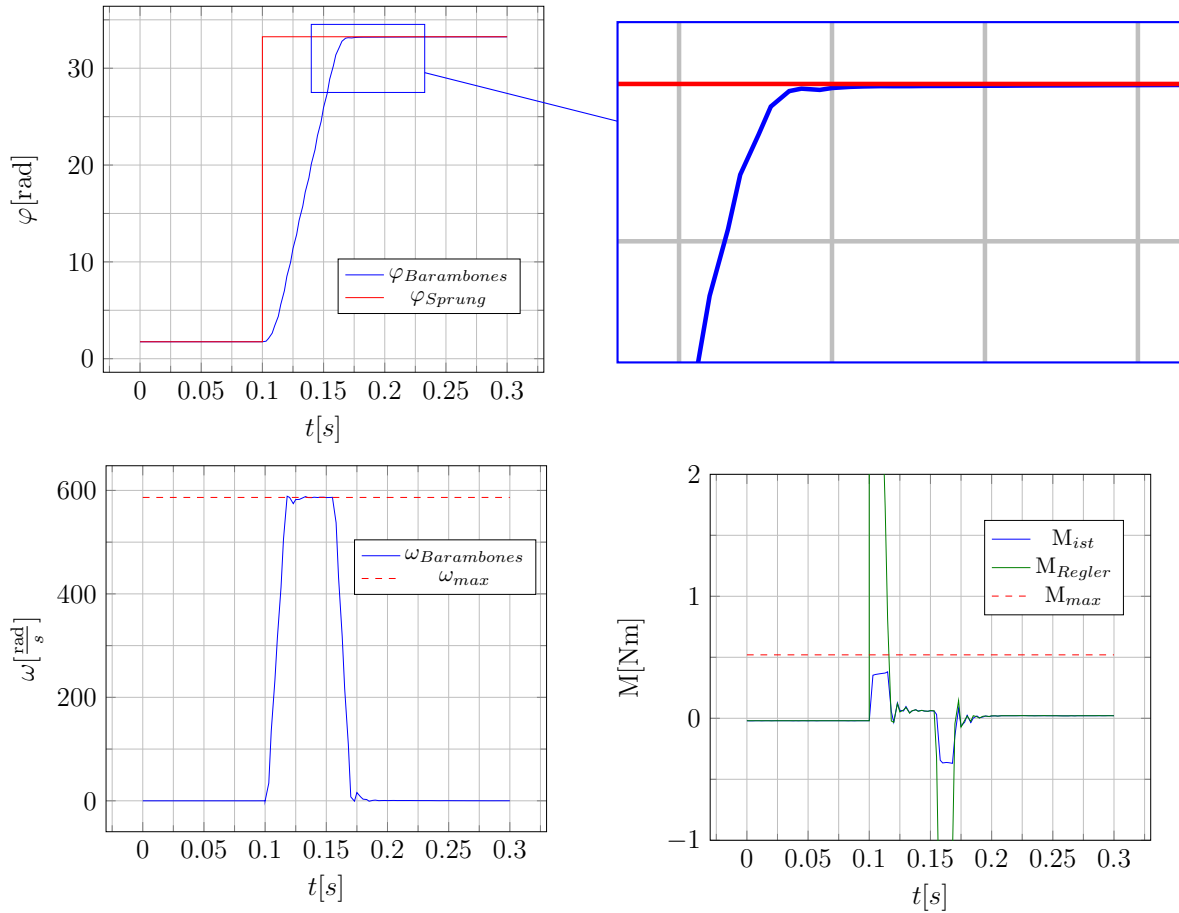 30
20
10
0
φ[rad]
φBarambones
φSprung
0 0.05 0.1 0.15 0.2 0.25 0.3
t[s]
600
400
200
0
ω[rad/s]
ωBarambones
ωmax
0 0.05 0.1 0.15 0.2 0.25 0.3
t[s]
2
1
0
−1
M[Nm]
Mist
MRegler
Mmax
0 0.05 0.1 0.15 0.2 0.25 0.3
t[s]